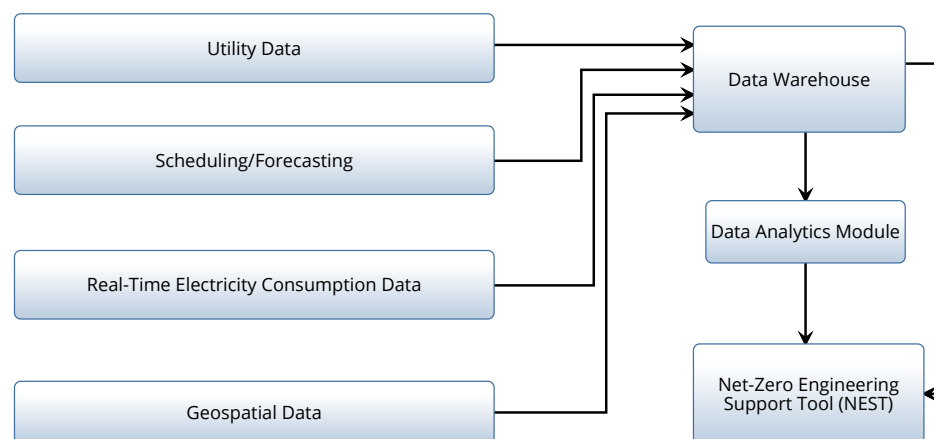 Utility Data
Data Warehouse
Scheduling/Forecasting
Data Analytics Module
Real-Time Electricity Consumption Data
Net-Zero Engineering
Support Tool (NEST)
Geospatial Data